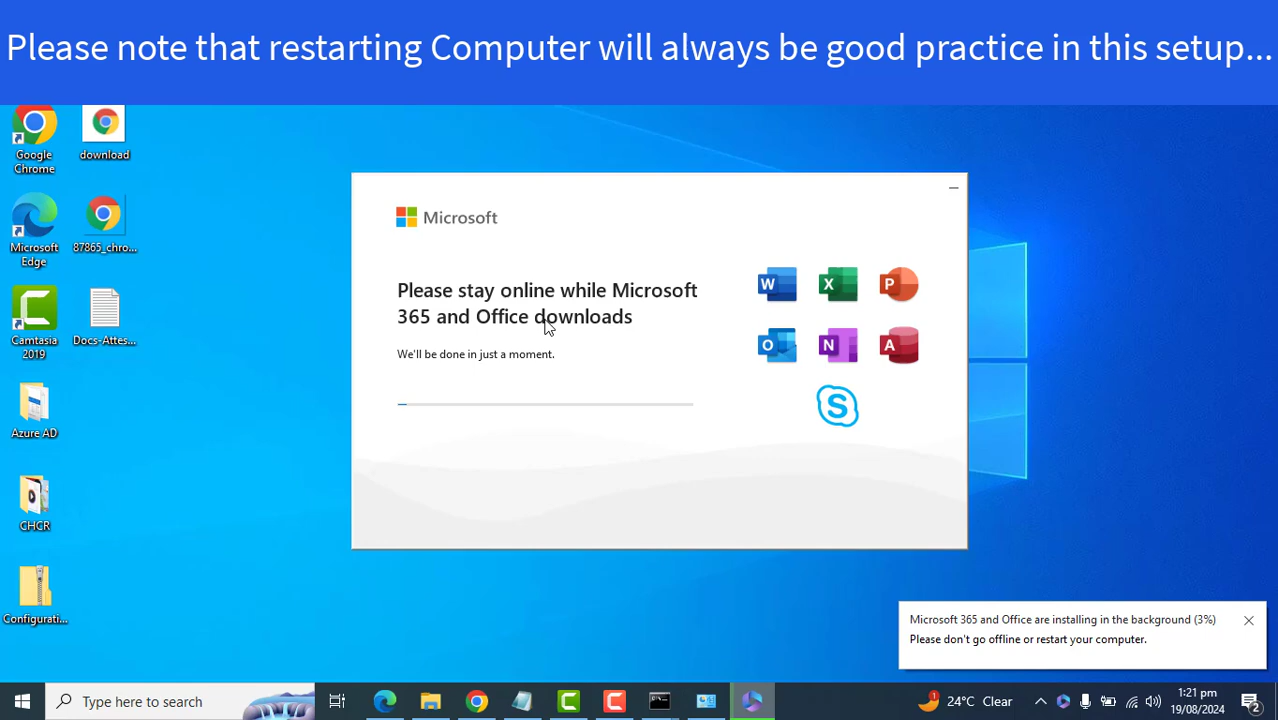 Please note that restarting Computer will always be good practice in this setup...
Google
Chrome
download
Microsoft
Edge
87865_chro...
Camtasia
2019
Docs-Attes...
Azure AD
CHCR
Configurati...
Microsoft
Please stay online while Microsoft
365 and Office downloads
We'll be done in just a moment.
W
X
P
O
N
A
S
Microsoft 365 and Office are installing in the background (3%)
Please don't go offline or restart your computer.
Type here to search
1
24°C Clear
1:21 pm
19/08/2024
2